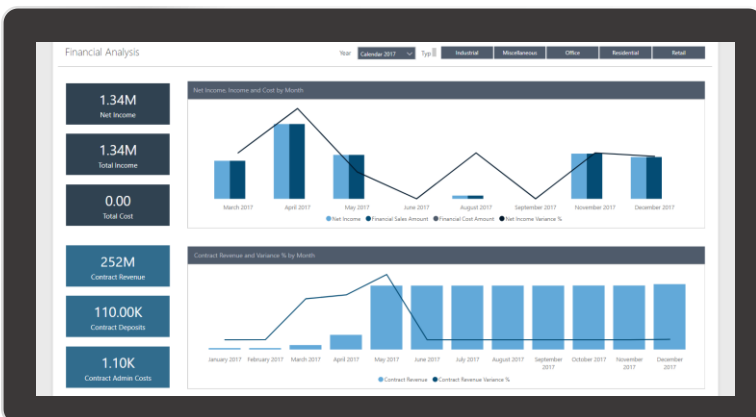 Financial Analysis
Year Calendar 2017 Typ Industrial Miscellaneous Office Residential Retail
1.34M
Net Income
1.34M
Total Income
0.00
Total Cost
252M
Contract Revenue
110.00K
Contract Deposits
1.10K
Contract Admin Costs
Net Income, Income and Cost by Month
March 2017 April 2017 May 2017 June 2017 August 2017 September 2017 November 2017 December 2017
Net Income Financial Sales Amount Financial Cost Amount Net Income Variance %
Contract Revenue and Variance % by Month
January 2017 February 2017 March 2017 April 2017 May 2017 June 2017 July 2017 August 2017 September 2017 October 2017 November 2017 December 2017
Contract Revenue Contract Revenue Variance %